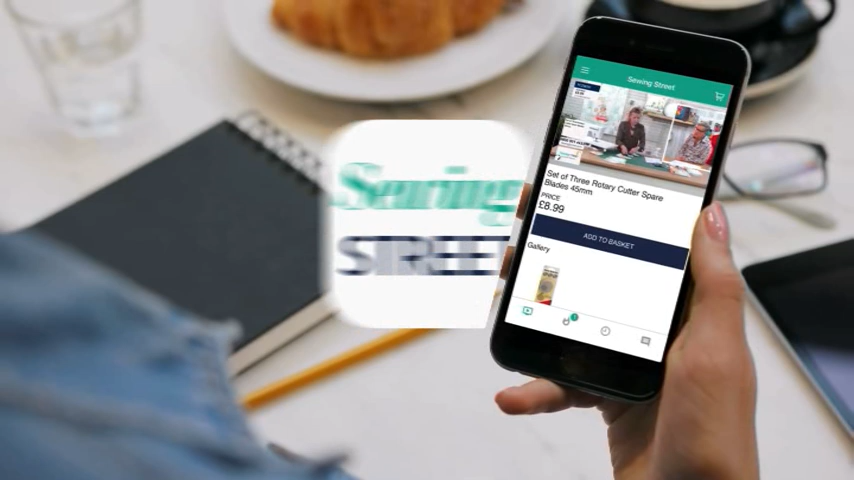 Sewing
STREET
Sewing Street
Set of Three Rotary Cutter Spare
Blades 45mm
PRICE
£8.99
ADD TO BASKET
Gallery